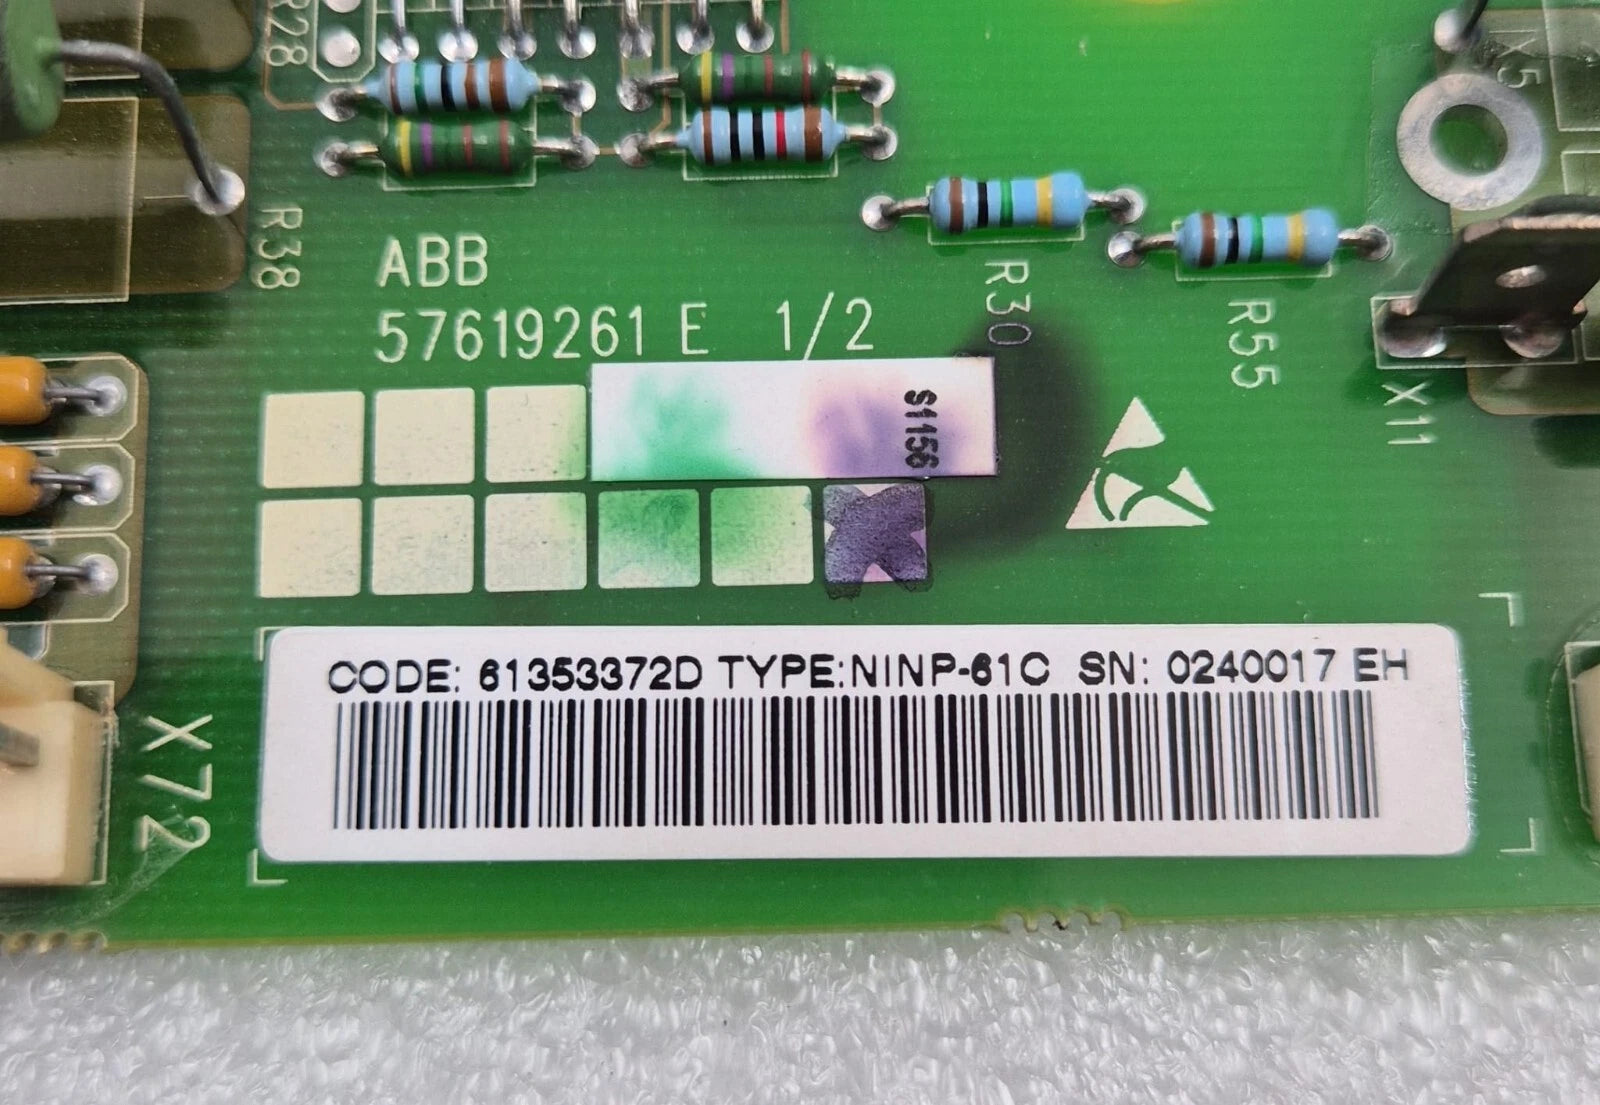 R28
X5
R38
ABB
57619261 E 1/2
R30
R55
X11
S1156
CODE: 61353372D TYPE:NINP-61C SN: 0240017 EH
X72